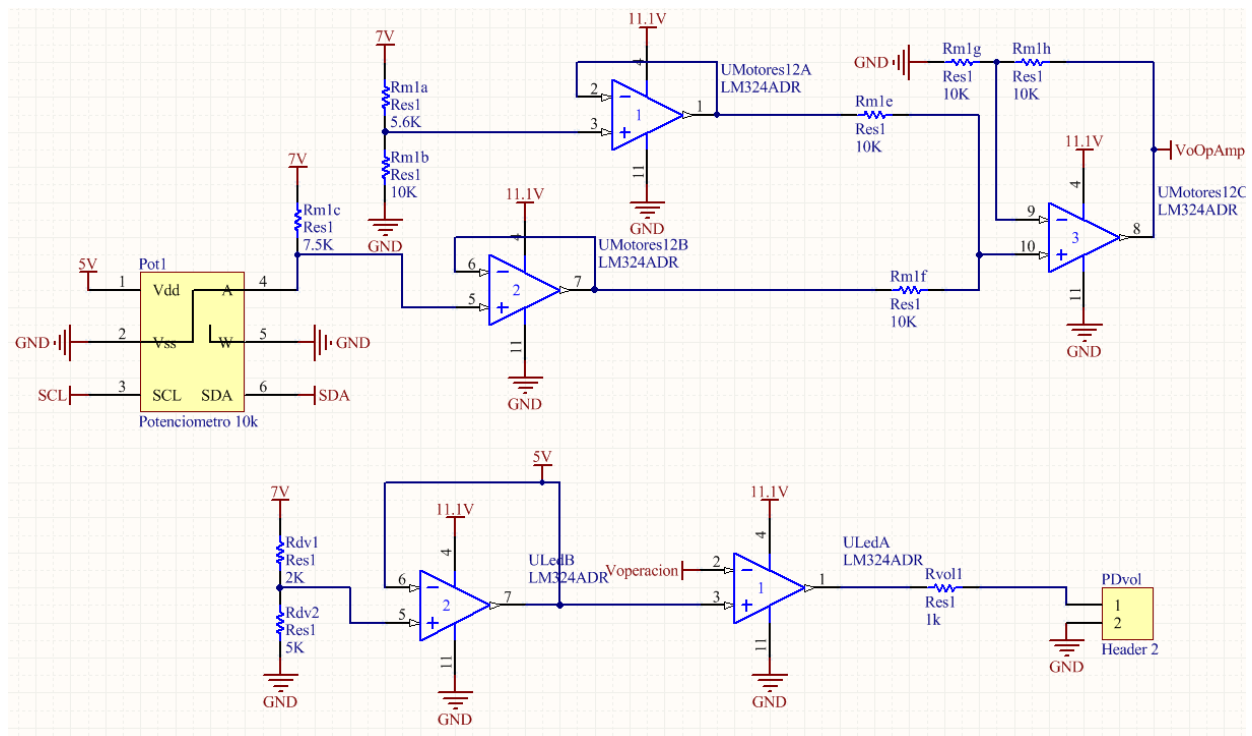 7V
Rm1a
Res1
5.6K
Rm1b
Res1
10K
GND
11.1V
4
UMotores12A
LM324ADR
2
3
1
1
11
GND
Rm1g
Res1
10K
Rm1h
Res1
10K
GND
Rm1e
Res1
10K
11.1V
4
VoOpAmp
UMotores12C
LM324ADR
9
10
3
8
11
GND
7V
Rm1c
Res1
7.5K
11.1V
4
UMotores12B
LM324ADR
6
5
2
7
11
GND
Rm1f
Res1
10K
5V
Pot1
1
Vdd
A
4
GND
2
Vss
W
5
GND
SCL
3
SCL
SDA
6
SDA
Potenciometro 10k
7V
Rdv1
Res1
2K
Rdv2
Res1
5K
GND
5V
11.1V
4
ULedB
LM324ADR
6
5
2
7
11
GND
11.1V
4
ULedA
LM324ADR
Voperacion
2
3
1
1
11
GND
Rvol1
Res1
1k
PDvol
1
2
Header 2
GND